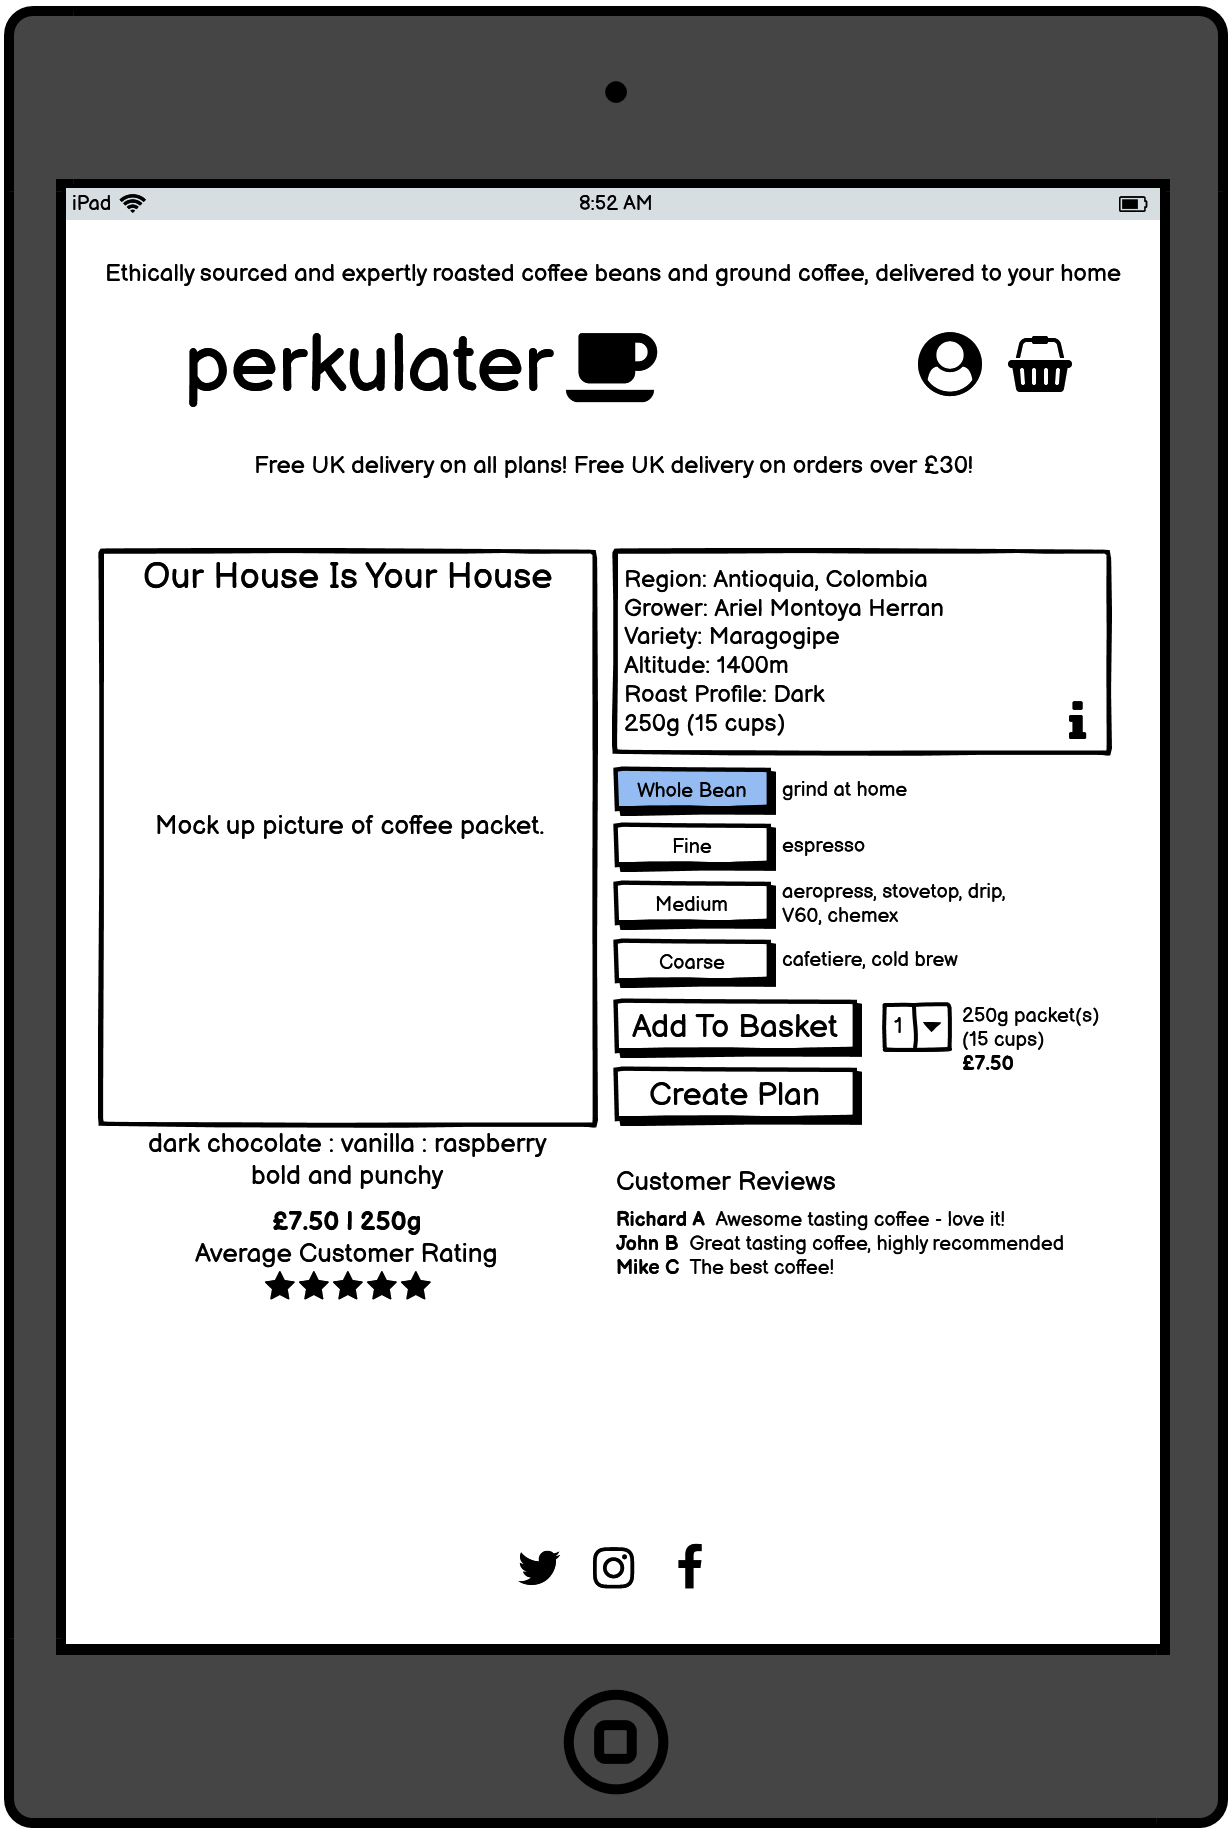 iPad 8:52 AM
Ethically sourced and expertly roasted coffee beans and ground coffee, delivered to your home
perkulater
Free UK delivery on all plans! Free UK delivery on orders over £30!
Our House Is Your House
Mock up picture of coffee packet.
dark chocolate : vanilla : raspberry
bold and punchy
£7.50 | 250g
Average Customer Rating
Region: Antioquia, Colombia
Grower: Ariel Montoya Herran
Variety: Maragogipe
Altitude: 1400m
Roast Profile: Dark
250g (15 cups)
Whole Bean grind at home
Fine espresso
Medium aeropress, stovetop, drip,
V60, chemex
Coarse cafetiere, cold brew
Add To Basket 1 250g packet(s)
(15 cups)
£7.50
Create Plan
Customer Reviews
Richard A Awesome tasting coffee - love it!
John B Great tasting coffee, highly recommended
Mike C The best coffee!